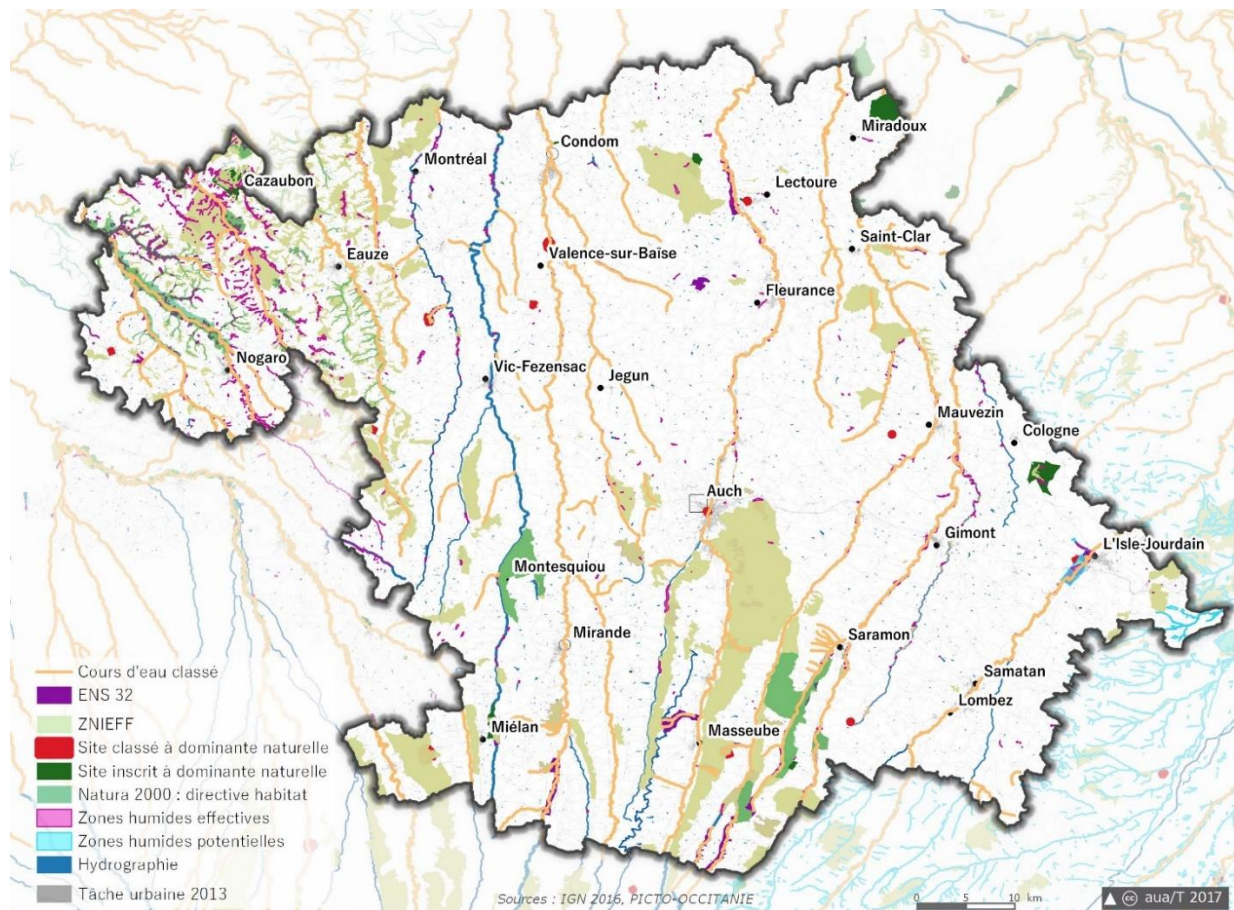 Miradoux
Condom
Montréal
Cazaubon
Lectoure
Saint-Clar
Eauze
Valence-sur-Baïse
Fleurance
Nogaro
Vic-Fezensac
Jegun
Mauvezin
Cologne
Auch
Gimont
L'Isle-Jourdain
Montesquiou
Mirande
Saramon
Samatan
Lombez
Miélan
Masseube
Cours d'eau classé
ENS 32
ZNIEFF
Site classé à dominante naturelle
Site inscrit à dominante naturelle
Natura 2000 : directive habitat
Zones humides effectives
Zones humides potentielles
Hydrographie
Tâche urbaine 2013
Sources : IGN 2016, PICTO-OCCITANIE
0 5 10 km
cc aua/T 2017